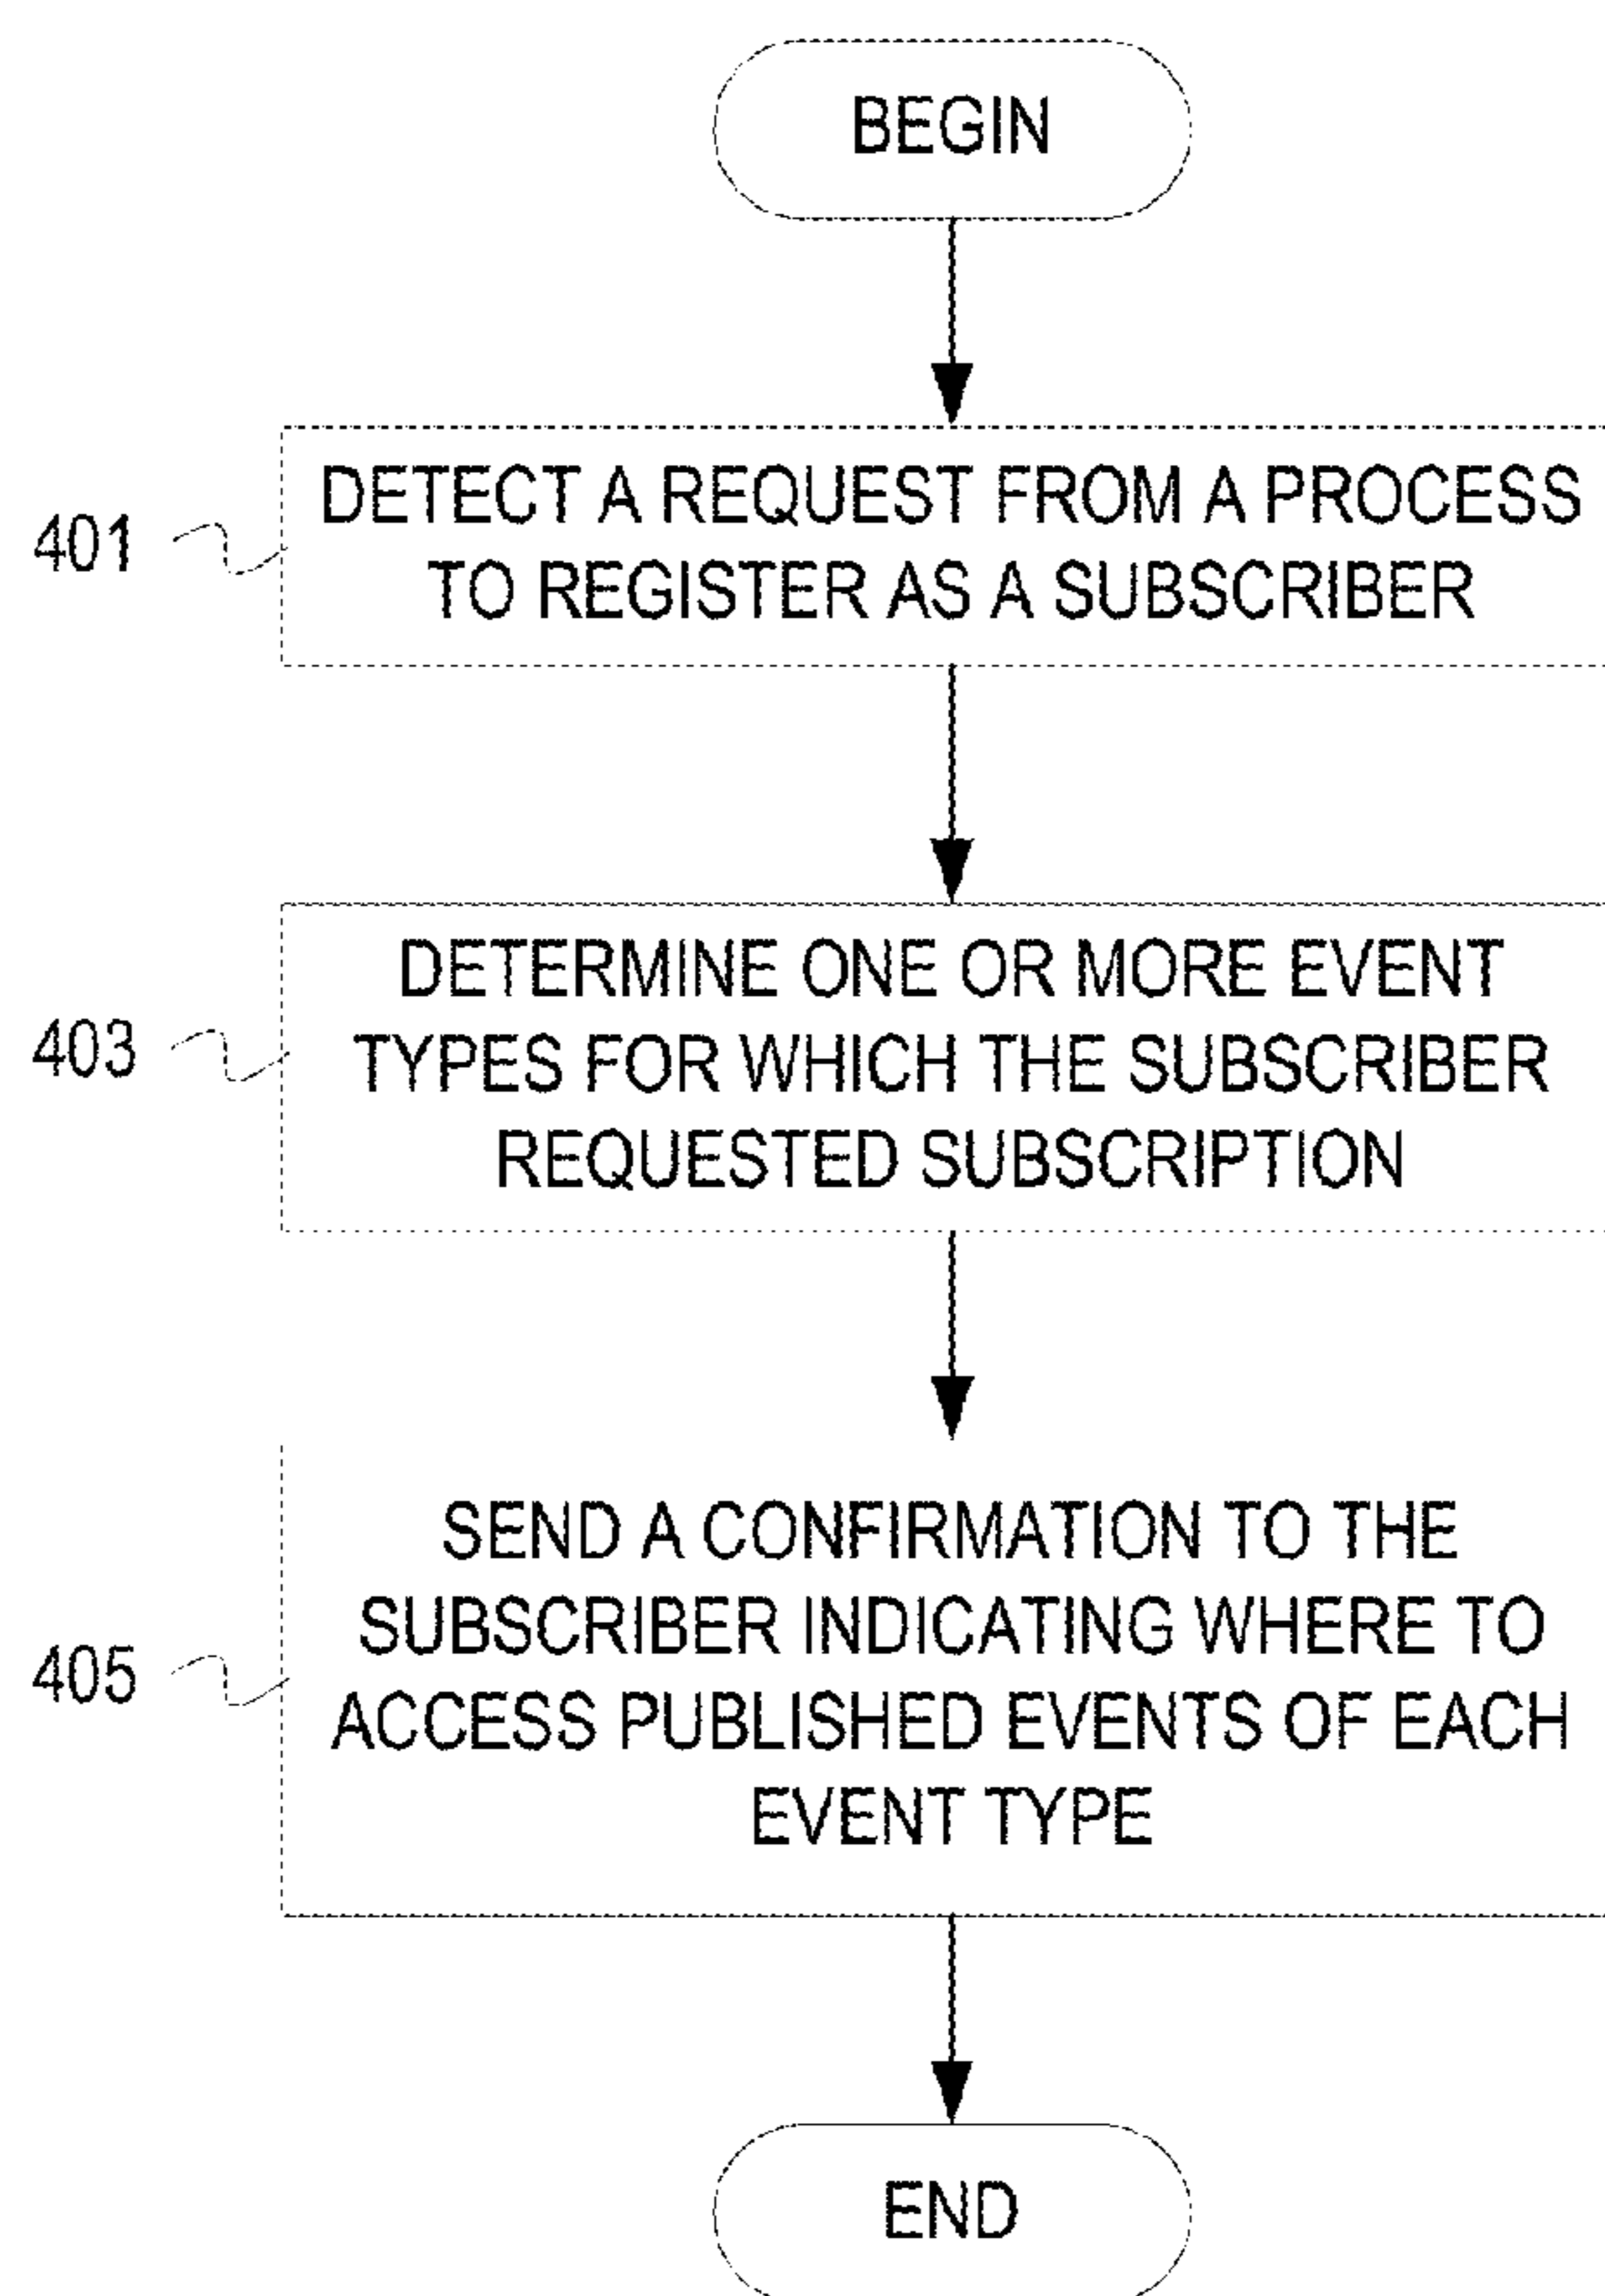 BEGIN
401
DETECT A REQUEST FROM A PROCESS
TO REGISTER AS A SUBSCRIBER
403
DETERMINE ONE OR MORE EVENT
TYPES FOR WHICH THE SUBSCRIBER
REQUESTED SUBSCRIPTION
405
SEND A CONFIRMATION TO THE
SUBSCRIBER INDICATING WHERE TO
ACCESS PUBLISHED EVENTS OF EACH
EVENT TYPE
END